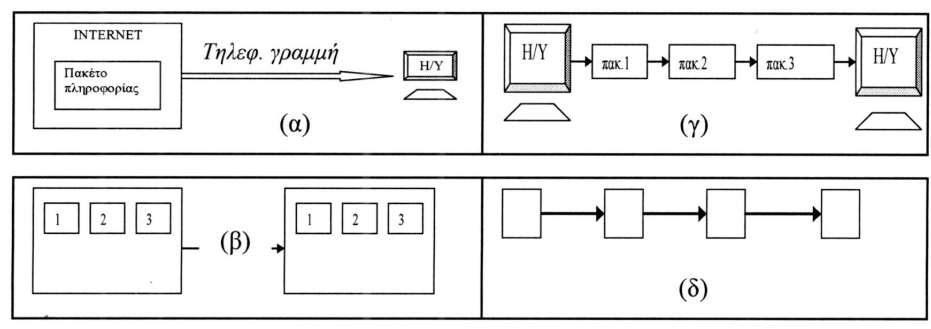 INTERNET
Πακέτο
πληροφορίας
Τηλεφ. γραμμή
Η/Υ
(α)
Η/Υ
πακ.1
πακ.2
πακ.3
Η/Υ
(γ)
1 2 3
(β)
1 2 3
(δ)